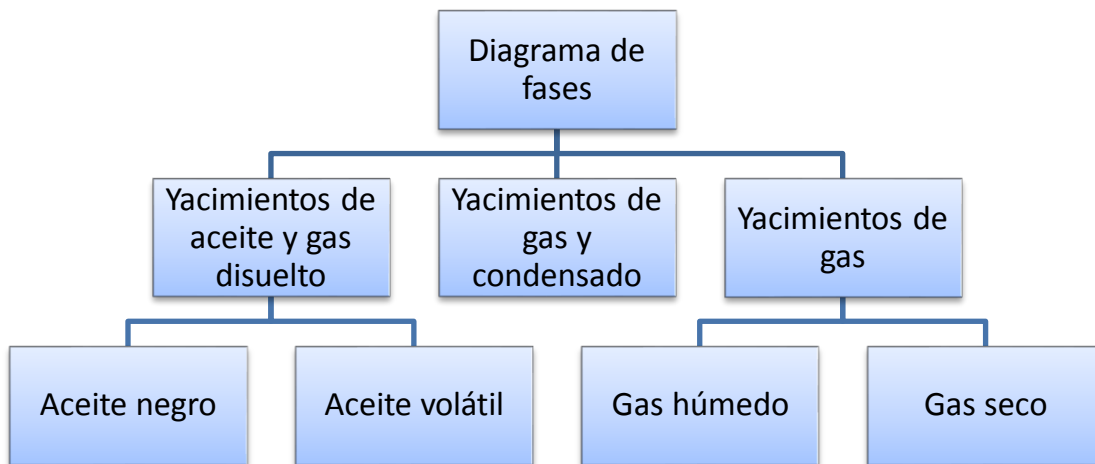 Diagrama de
fases
Yacimientos de
aceite y gas
disuelto
Yacimientos de
gas y
condensado
Yacimientos de
gas
Aceite negro
Aceite volátil
Gas húmedo
Gas seco